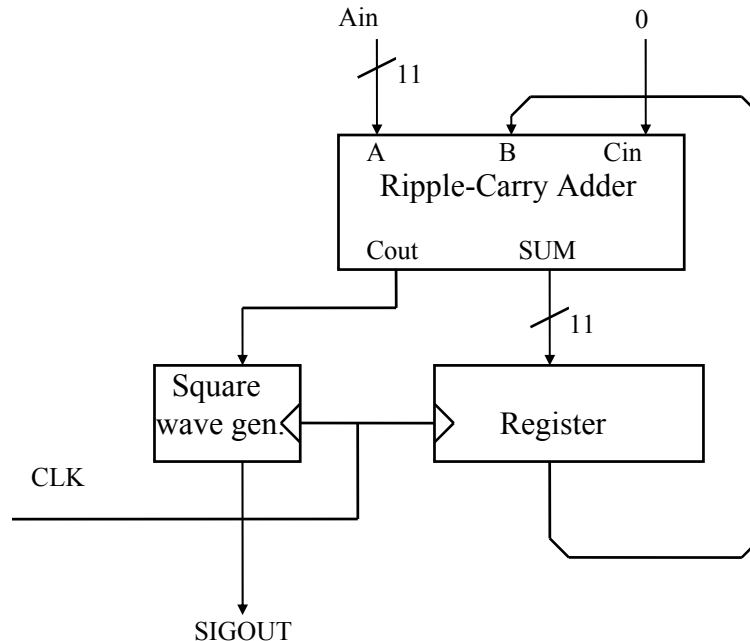 Ain
0
11
A
B
Cin
Ripple-Carry Adder
Cout
SUM
11
Square
wave gen.
Register
CLK
SIGOUT